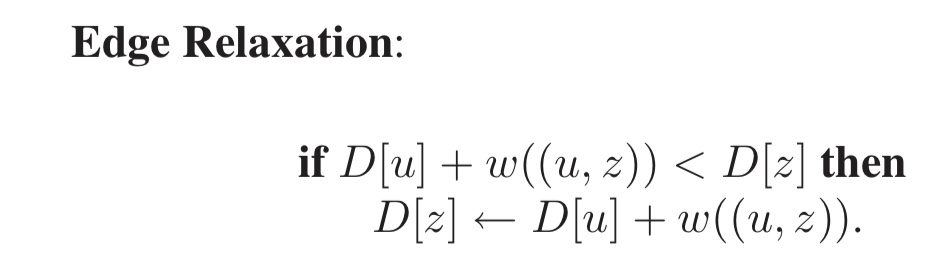 Edge Relaxation:
if D[u] + w((u, z)) < D[z] then
D[z] ← D[u] + w((u, z)).